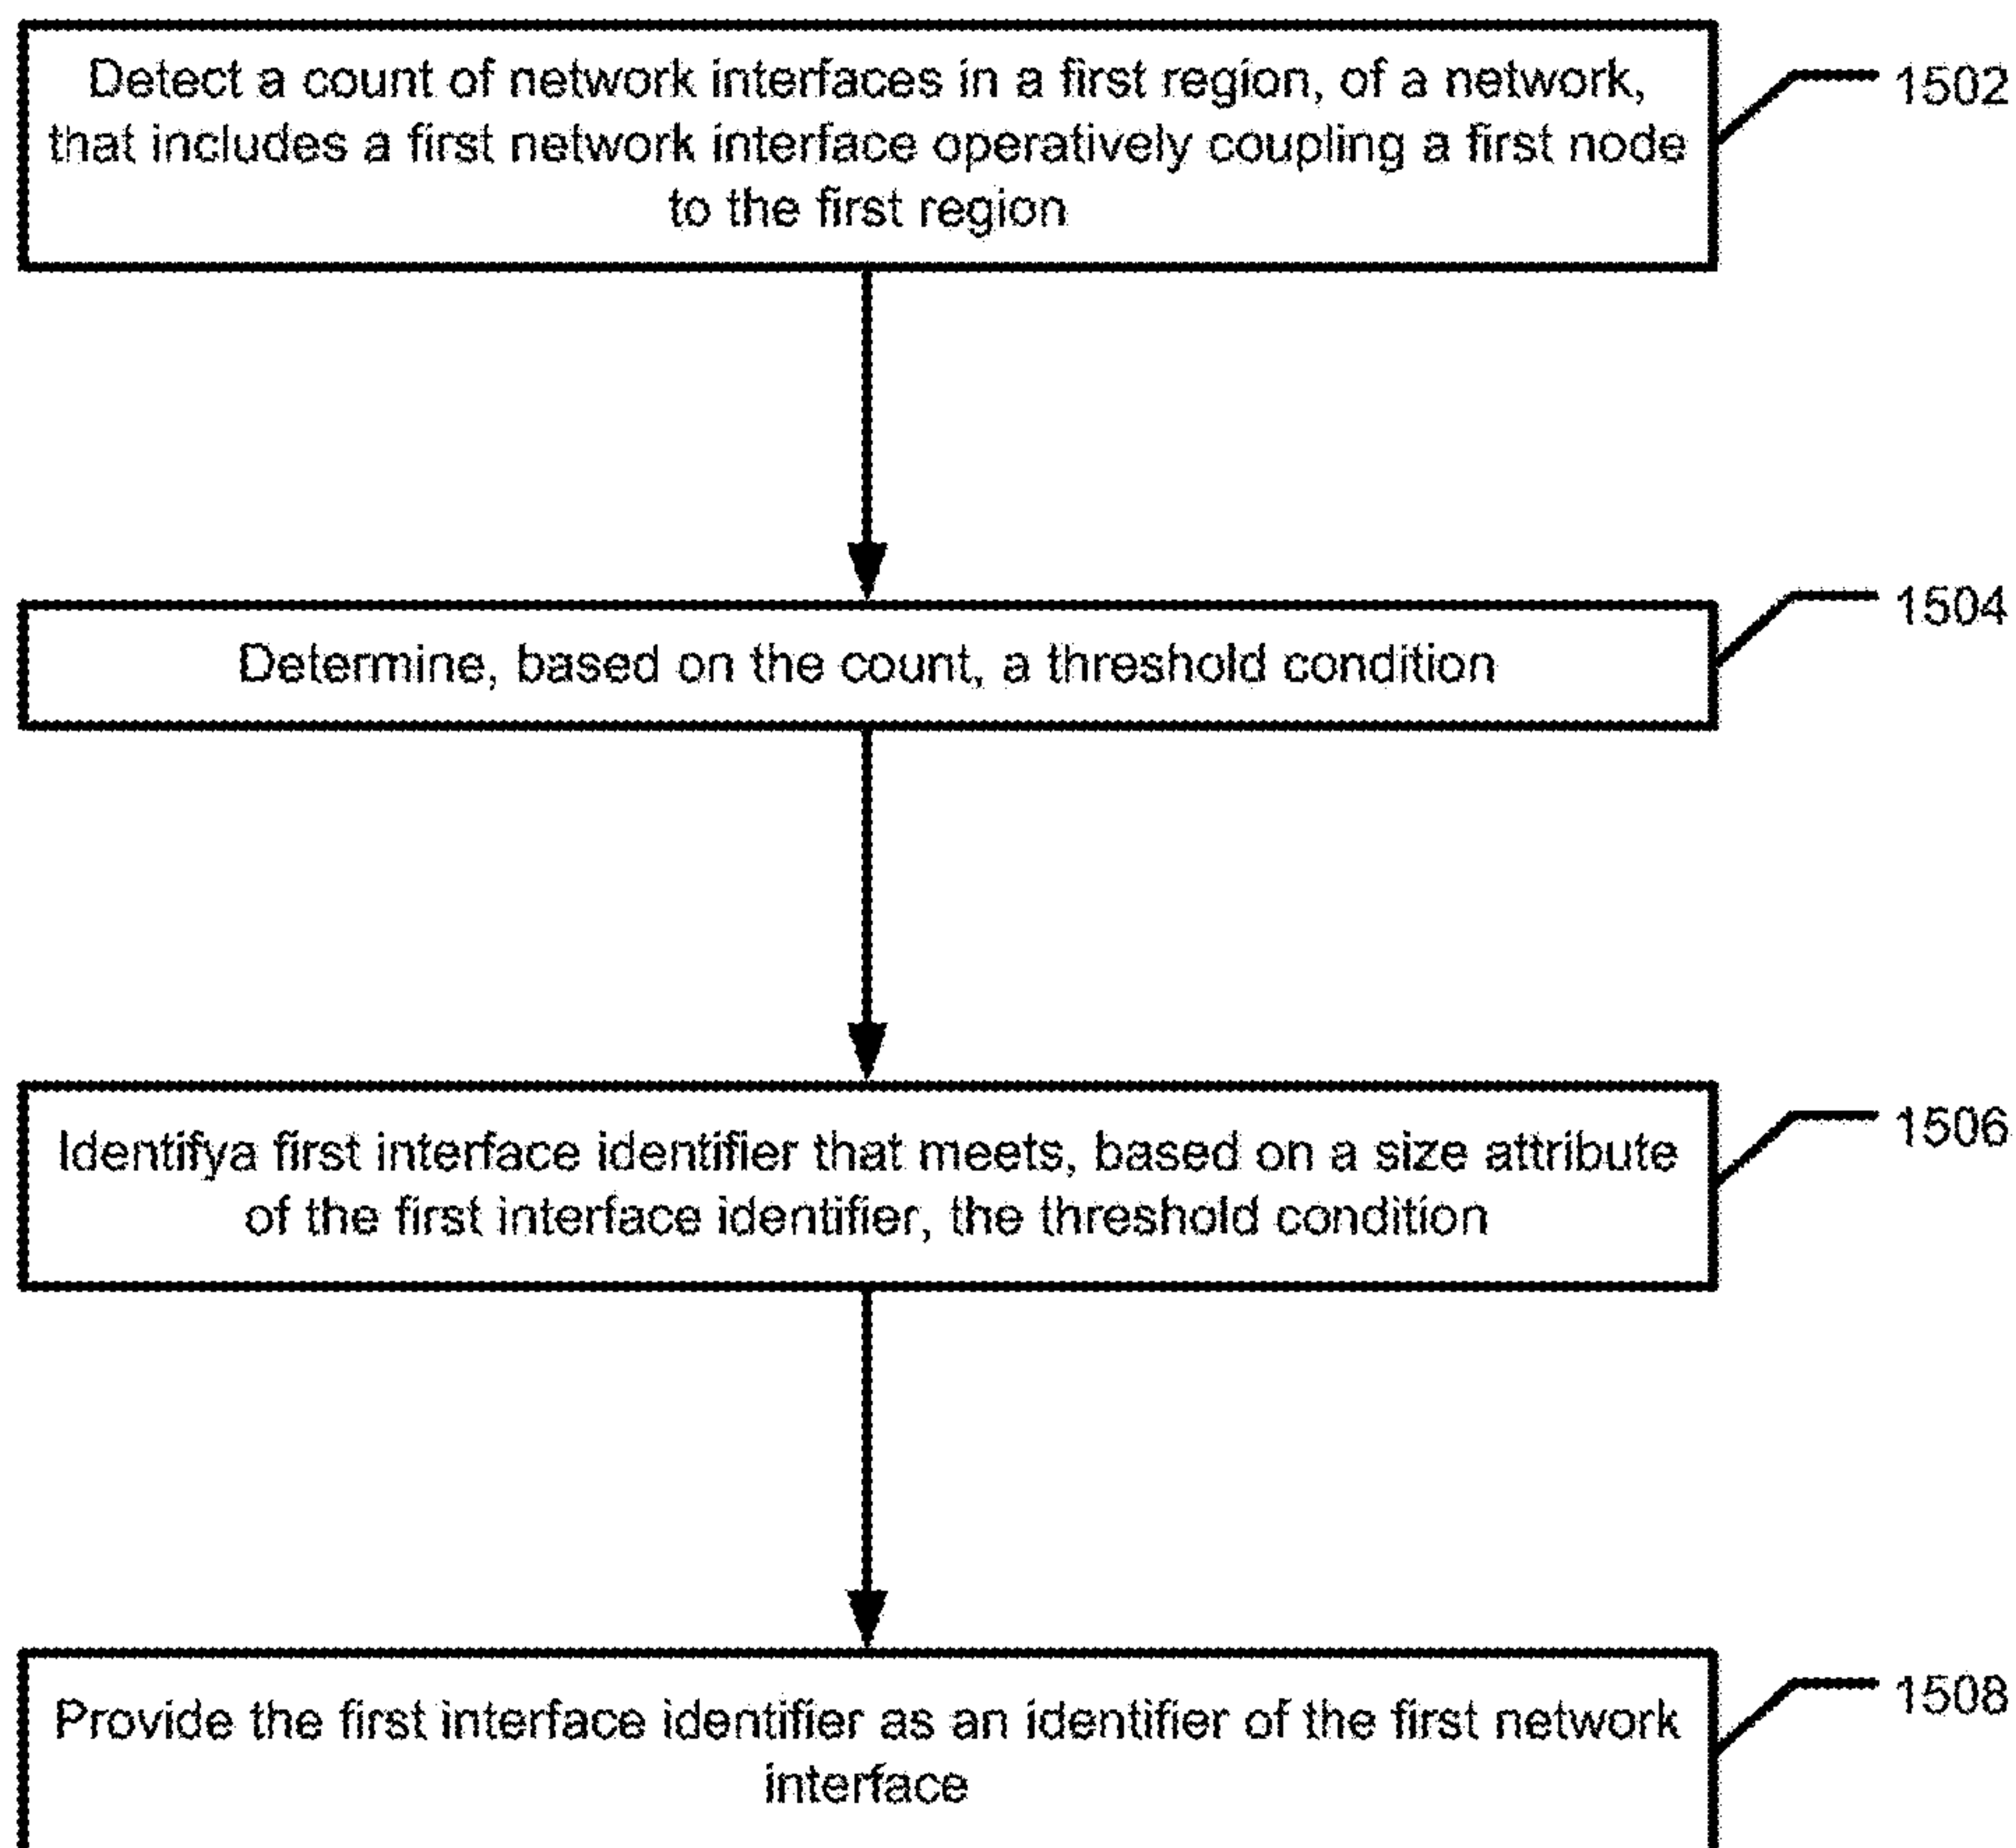 Detect a count of network interfaces in a first region, of a network,
that includes a first network interface operatively coupling a first node
to the first region
1502
Determine, based on the count, a threshold condition
1504
Identifya first interface identifier that meets, based on a size attribute
of the first interface identifier, the threshold condition
1506
Provide the first interface identifier as an identifier of the first network
interface
1508